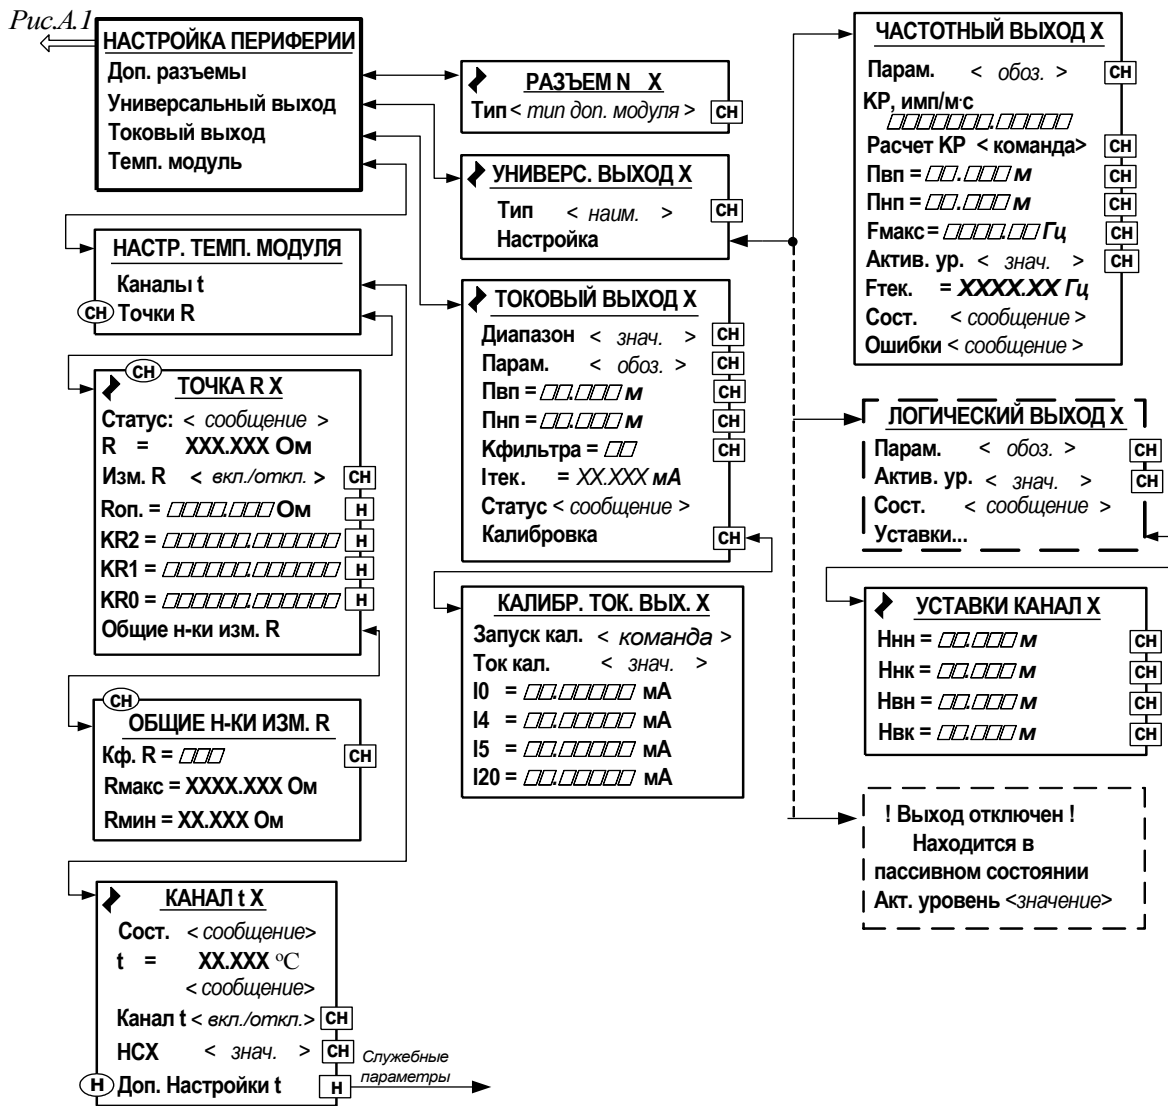 Рис.А.1
НАСТРОЙКА ПЕРИФЕРИИ
Доп. разъемы
Универсальный выход
Токовый выход
Темп. модуль
РАЗЪЕМ N X
Тип < тип доп. модуля > СН
УНИВЕРС. ВЫХОД X
Тип < наим. > СН
Настройка
НАСТР. ТЕМП. МОДУЛЯ
Каналы t
СН Точки R
ТОКОВЫЙ ВЫХОД X
Диапазон < знач. > СН
Парам. < обоз. > СН
Пвп = □□.□□□ м СН
Пнп = □□.□□□ м СН
Кфильтра = □□ СН
Iтек. = XX.XXX мА
Статус < сообщение >
Калибровка СН
СН
ТОЧКА R X
Статус: < сообщение >
R = XXX.XXX Ом
Изм. R < вкл./откл. > СН
Rоп. = □□□□.□□□ Ом Н
KR2 = □□□□□□.□□□□□□ Н
KR1 = □□□□□□.□□□□□□ Н
KR0 = □□□□□□.□□□□□□ Н
Общие н-ки изм. R
СН
ОБЩИЕ Н-КИ ИЗМ. R
Кф. R = □□□ СН
Rмакс = XXXX.XXX Ом
Rмин = XX.XXX Ом
КАЛИБР. ТОК. ВЫХ. X
Запуск кал. < команда >
Ток кал. < знач. >
I0 = □□.□□□□□ мА
I4 = □□.□□□□□ мА
I5 = □□.□□□□□ мА
I20 = □□.□□□□□ мА
КАНАЛ t X
Сост. < сообщение>
t = XX.XXX ºC
< сообщение>
Канал t < вкл./откл.> СН
НСХ < знач. > СН
Н Доп. Настройки t Н
Служебные
параметры
ЧАСТОТНЫЙ ВЫХОД X
Парам. < обоз. > СН
КР, имп/м·с
□□□□□□□.□□□□□
Расчет КР < команда> СН
Пвп = □□.□□□ м СН
Пнп = □□.□□□ м СН
Fмакс = □□□□.□□ Гц СН
Актив. ур. < знач. > СН
Fтек. = XXXX.XX Гц
Сост. < сообщение >
Ошибки < сообщение >
ЛОГИЧЕСКИЙ ВЫХОД X
Парам. < обоз. > СН
Актив. ур. < знач. > СН
Сост. < сообщение >
Уставки...
УСТАВКИ КАНАЛ X
Ннн = □□.□□□ м СН
Ннк = □□.□□□ м СН
Нвн = □□.□□□ м СН
Нвк = □□.□□□ м СН
! Выход отключен !
Находится в
пассивном состоянии
Акт. уровень <значение>